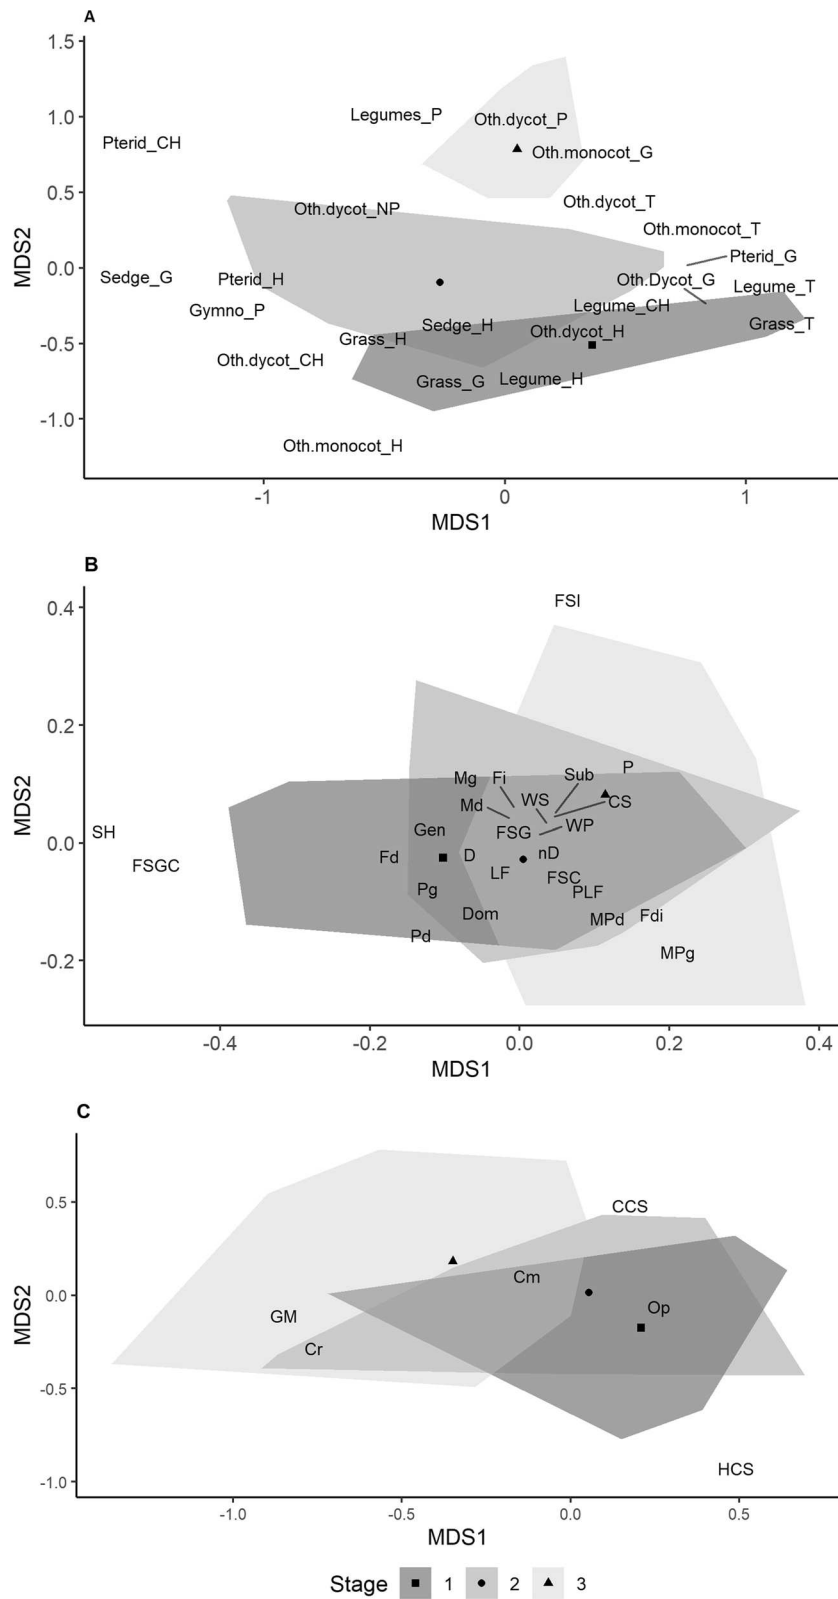 A
1.5
1.0
0.5
0.0
-0.5
-1.0
MDS2
Legumes_P
Oth.dycot_P
Pterid_CH
Oth.monocot_G
Oth.dycot_NP
Oth.dycot_T
Oth.monocot_T
Pterid_G
Sedge_G
Pterid_H
Oth.Dycot_G
Legume_T
Gymno_P
Legume_CH
Sedge_H
Oth.dycot_H
Grass_T
Grass_H
Oth.dycot_CH
Grass_G
Legume_H
Oth.monocot_H
-1
0
1
MDS1
B
0.4
0.2
0.0
-0.2
MDS2
FSI
Mg
Fi
Sub
P
Md
WS
CS
SH
Gen
FSG
WP
FSGC
Fd
D
nD
LF
FSC
Pg
PLF
Dom
MPd
Fdi
Pd
MPg
-0.4
-0.2
0.0
0.2
0.4
MDS1
C
0.5
0.0
-0.5
-1.0
MDS2
CCS
Cm
GM
Op
Cr
HCS
-1.0
-0.5
0.0
0.5
MDS1
Stage 1 2 3